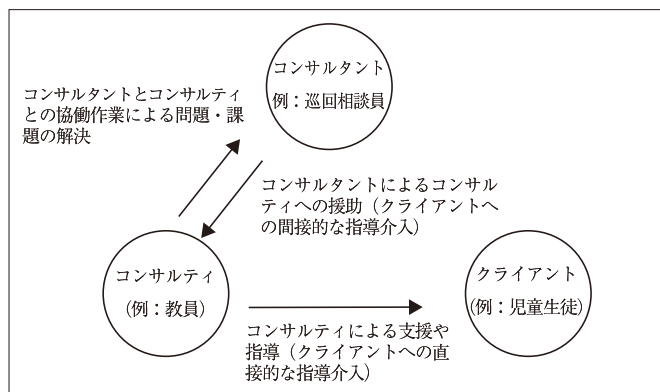 コンサルタント
例：巡回相談員
コンサルタントとコンサルティ
との協働作業による問題・課
題の解決
コンサルタントによるコンサル
ティへの援助（クライアントへ
の間接的な指導介入）
コンサルティ
（例：教員）
クライアント
（例：児童生徒）
コンサルティによる支援や
指導（クライアントへの直
接的な指導介入）